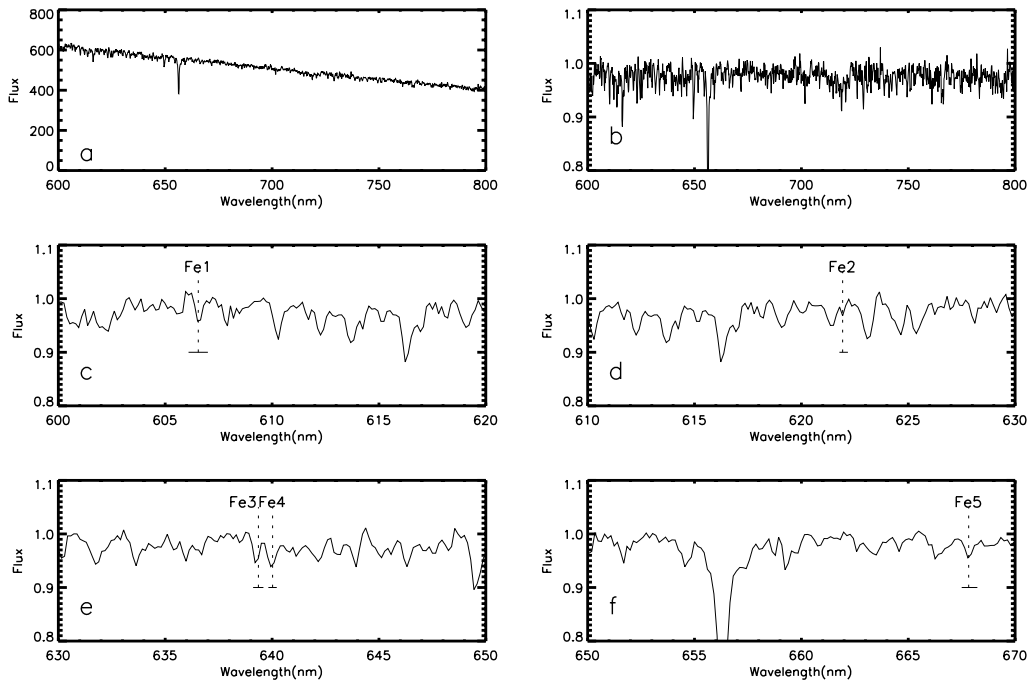 800
600
400
200
0
Flux
a
600 650 700 750 800
Wavelength(nm)
1.1
1.0
0.9
0.8
Flux
b
600 650 700 750 800
Wavelength(nm)
1.1
1.0
0.9
0.8
Flux
Fe1
c
600 605 610 615 620
Wavelength(nm)
1.1
1.0
0.9
0.8
Flux
Fe2
d
610 615 620 625 630
Wavelength(nm)
1.1
1.0
0.9
0.8
Flux
Fe3Fe4
e
630 635 640 645 650
Wavelength(nm)
1.1
1.0
0.9
0.8
Flux
Fe5
f
650 655 660 665 670
Wavelength(nm)